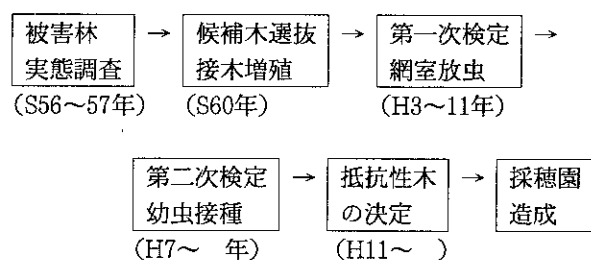 被害林 → 候補木選抜 → 第一次検定 →
実態調査 接木増殖 網室放虫
(S56〜57年) (S60年) (H3〜11年)
第二次検定 → 抵抗性木 → 採穂園
幼虫接種 の決定 造成
(H7〜 年) (H11〜 )